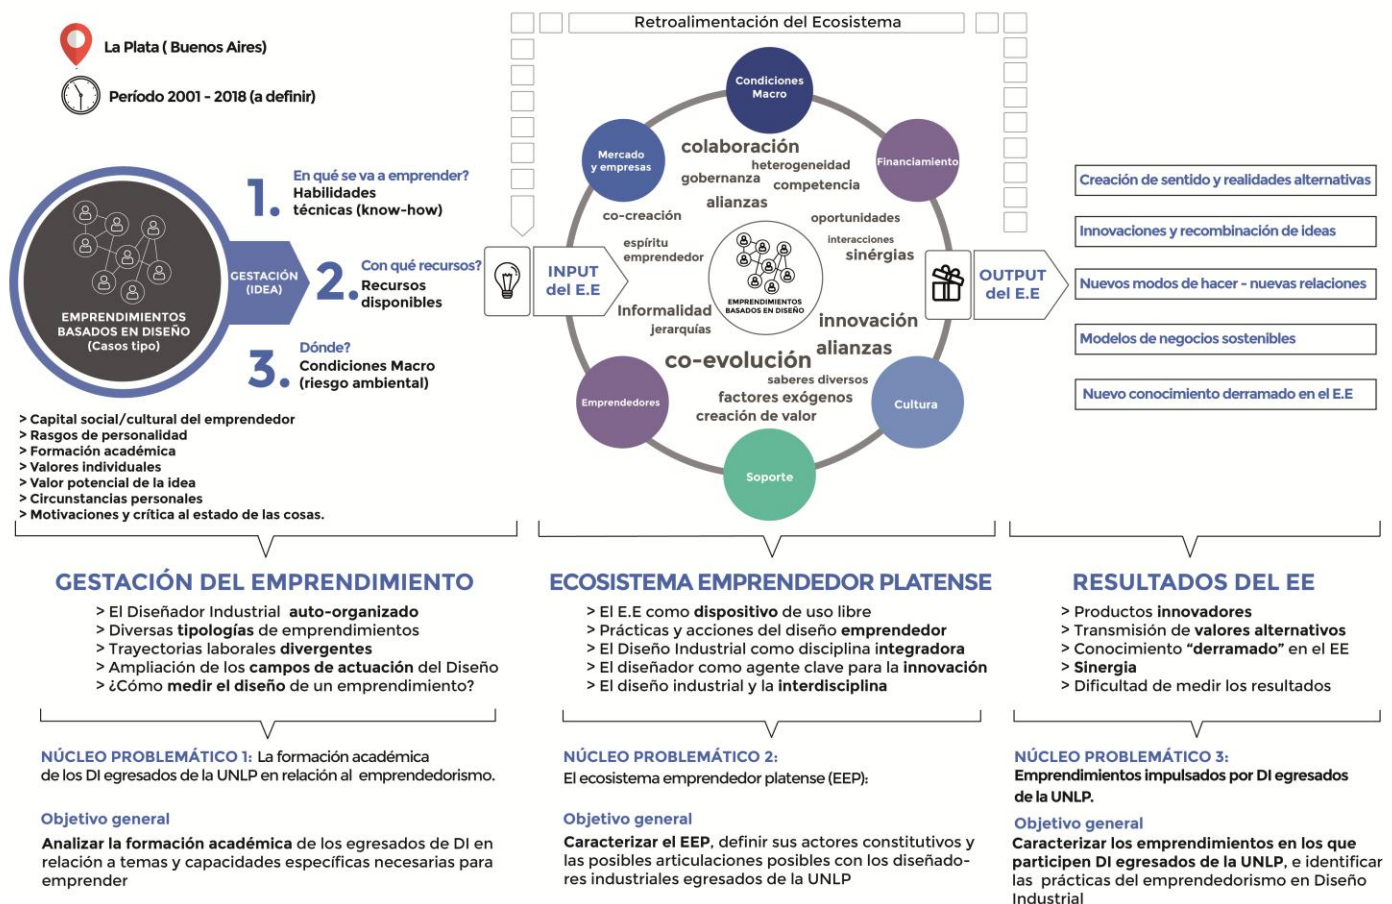 Retroalimentación del Ecosistema
La Plata ( Buenos Aires)
Período 2001 - 2018 (a definir)
EMPRENDIMIENTOS
BASADOS EN DISEÑO
(Casos tipo)
GESTACIÓN
(IDEA)
1.
En qué se va a emprender?
Habilidades
técnicas (know-how)
2.
Con qué recursos?
Recursos
disponibles
3.
Dónde?
Condiciones Macro
(riesgo ambiental)
> Capital social/cultural del emprendedor
> Rasgos de personalidad
> Formación académica
> Valores individuales
> Valor potencial de la idea
> Circunstancias personales
> Motivaciones y crítica al estado de las cosas.
INPUT
del E.E
Condiciones
Macro
Mercado
y empresas
Financiamiento
colaboración
heterogeneidad
gobernanza
competencia
alianzas
co-creación
oportunidades
espíritu
emprendedor
interacciones
sinérgias
EMPRENDIMIENTOS
BASADOS EN DISEÑO
Informalidad
jerarquías
innovación
alianzas
co-evolución
saberes diversos
factores exógenos
creación de valor
Emprendedores
Cultura
Soporte
OUTPUT
del E.E
Creación de sentido y realidades alternativas
Innovaciones y recombinación de ideas
Nuevos modos de hacer - nuevas relaciones
Modelos de negocios sostenibles
Nuevo conocimiento derramado en el E.E
GESTACIÓN DEL EMPRENDIMIENTO
> El Diseñador Industrial auto-organizado
> Diversas tipologías de emprendimientos
> Trayectorias laborales divergentes
> Ampliación de los campos de actuación del Diseño
> ¿Cómo medir el diseño de un emprendimiento?
NÚCLEO PROBLEMÁTICO 1: La formación académica
de los DI egresados de la UNLP en relación al emprendedorismo.
Objetivo general
Analizar la formación académica de los egresados de DI en
relación a temas y capacidades específicas necesarias para
emprender
ECOSISTEMA EMPRENDEDOR PLATENSE
> El E.E como dispositivo de uso libre
> Prácticas y acciones del diseño emprendedor
> El Diseño Industrial como disciplina integradora
> El diseñador como agente clave para la innovación
> El diseño industrial y la interdisciplina
NÚCLEO PROBLEMÁTICO 2:
El ecosistema emprendedor platense (EEP):
Objetivo general
Caracterizar el EEP, definir sus actores constitutivos y
las posibles articulaciones posibles con los diseñado-
res industriales egresados de la UNLP
RESULTADOS DEL EE
> Productos innovadores
> Transmisión de valores alternativos
> Conocimiento “derramado” en el EE
> Sinergia
> Dificultad de medir los resultados
NÚCLEO PROBLEMÁTICO 3:
Emprendimientos impulsados por DI egresados
de la UNLP.
Objetivo general
Caracterizar los emprendimientos en los que
participen DI egresados de la UNLP, e identificar
las prácticas del emprendedorismo en Diseño
Industrial